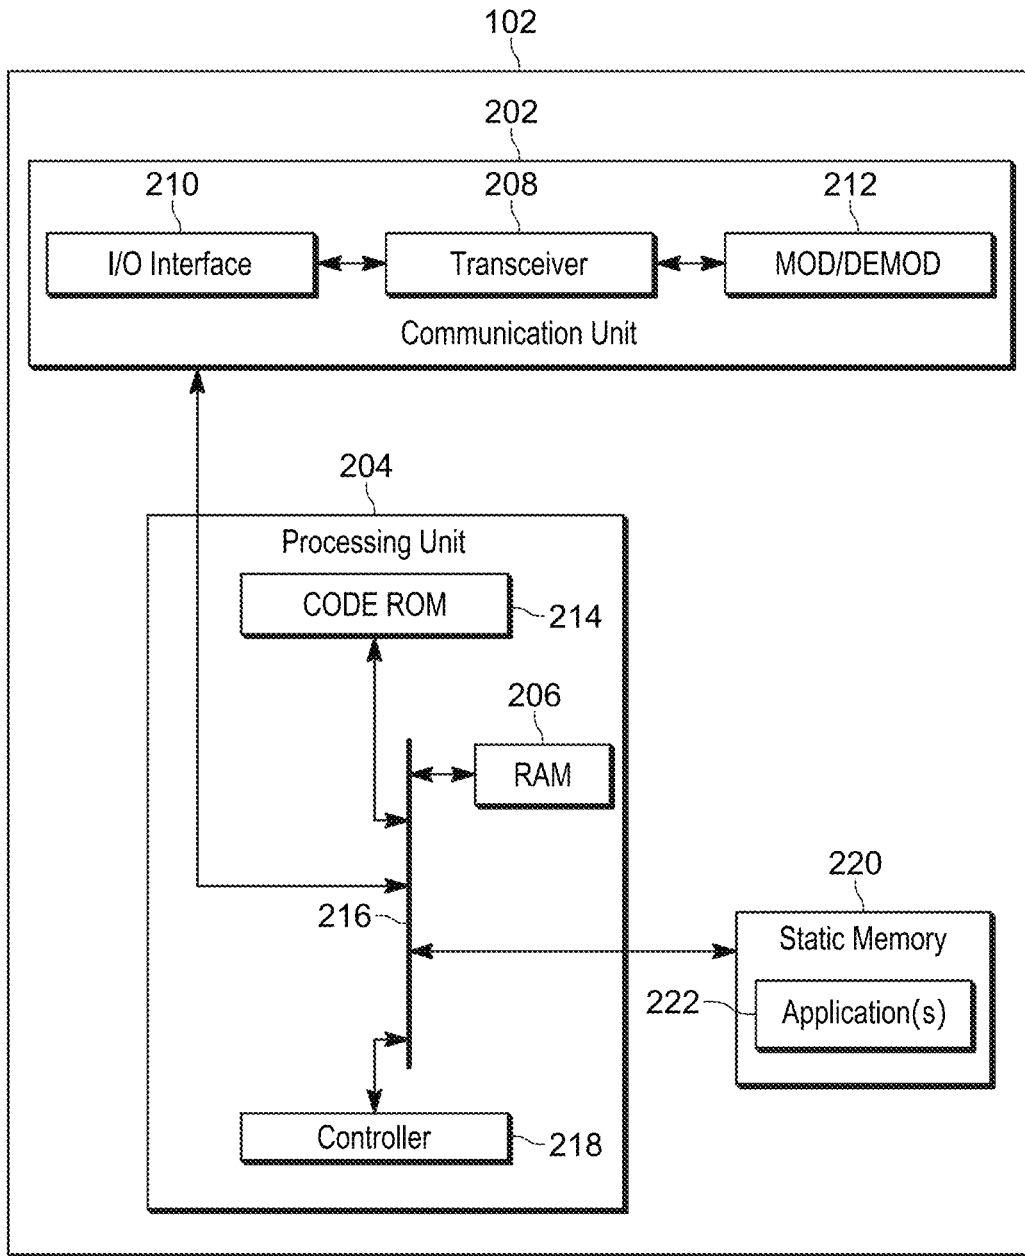 102
202
210
208
212
I/O Interface
Transceiver
MOD/DEMOD
Communication Unit
204
Processing Unit
CODE ROM
214
206
RAM
216
220
Static Memory
222
Application(s)
Controller
218